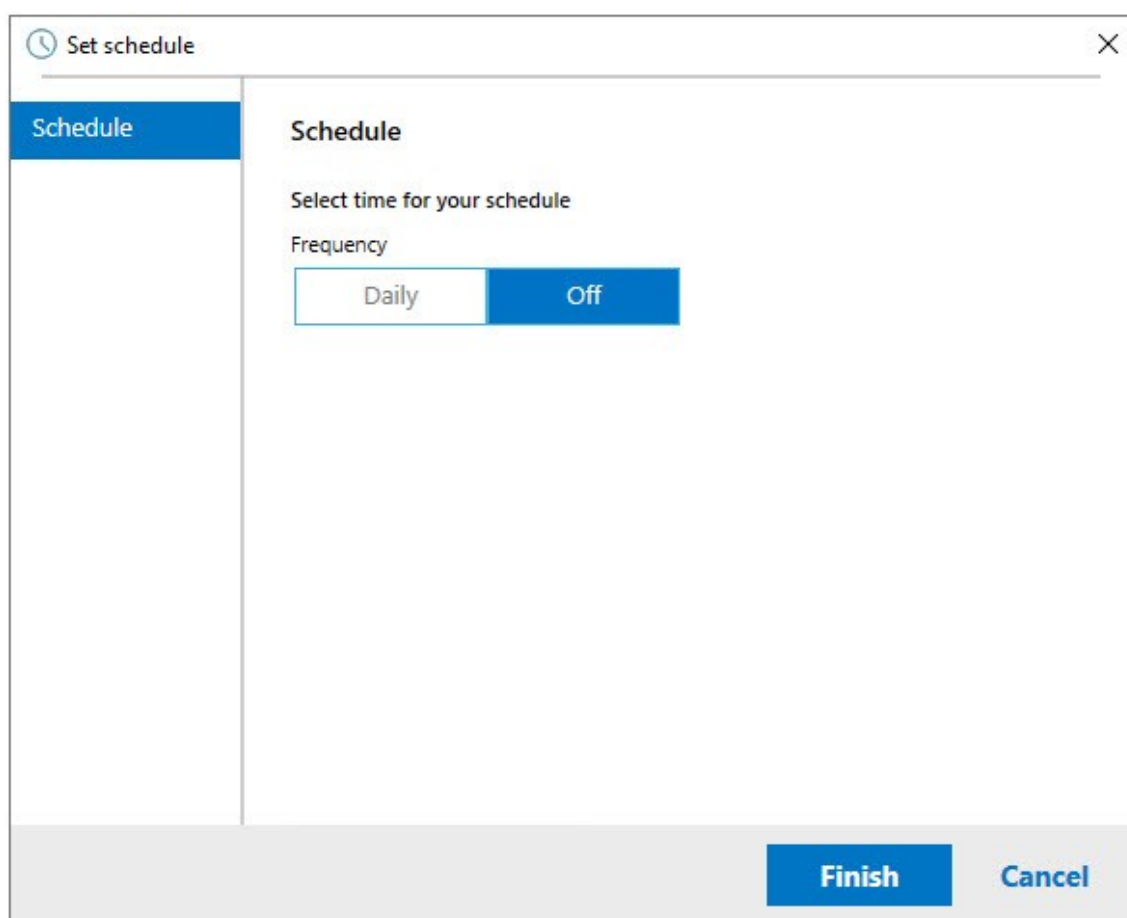 Set schedule
Schedule
Schedule
Select time for your schedule
Frequency
Daily Off
Finish Cancel